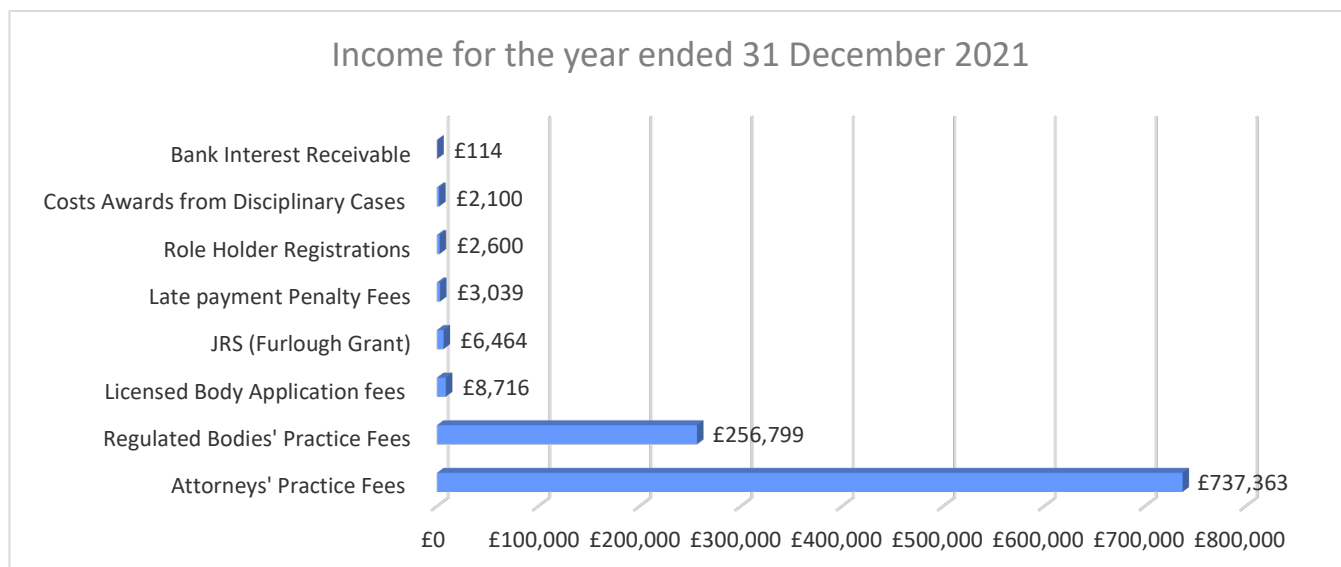 Income for the year ended 31 December 2021
Bank Interest Receivable £114
Costs Awards from Disciplinary Cases £2,100
Role Holder Registrations £2,600
Late payment Penalty Fees £3,039
JRS (Furlough Grant) £6,464
Licensed Body Application fees £8,716
Regulated Bodies' Practice Fees £256,799
Attorneys' Practice Fees £737,363
£0 £100,000 £200,000 £300,000 £400,000 £500,000 £600,000 £700,000 £800,000